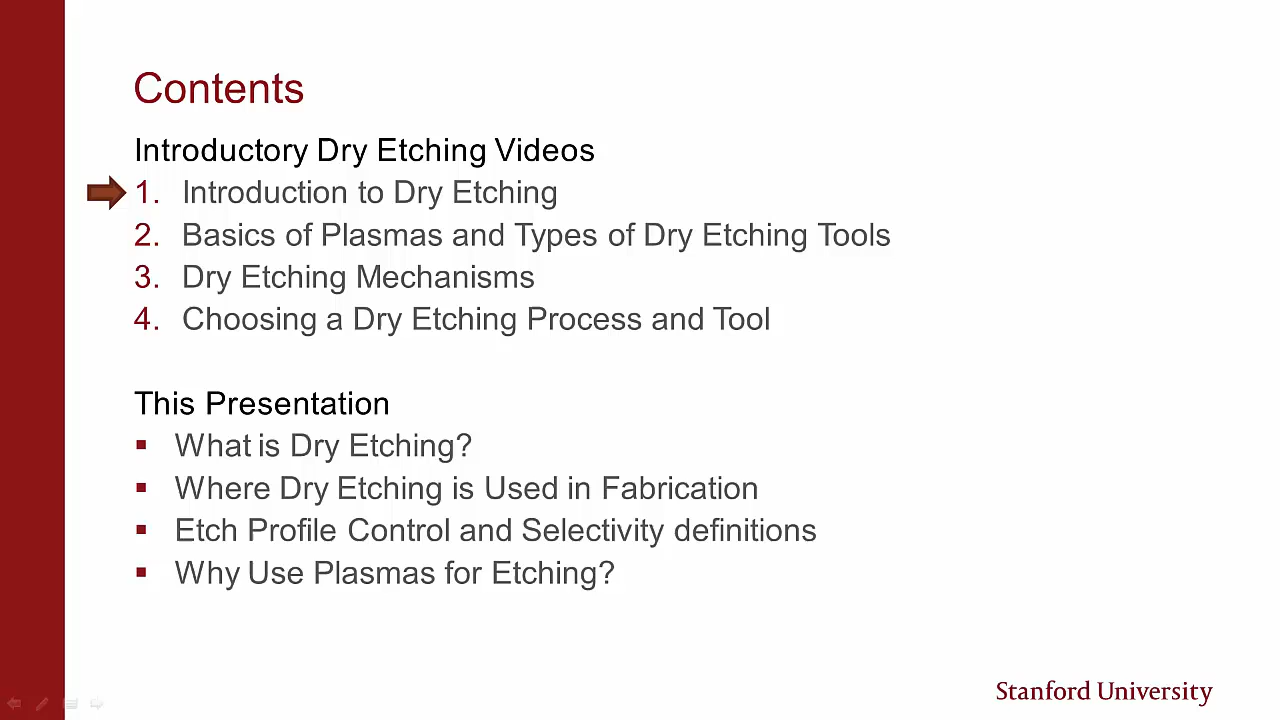 Contents
Introductory Dry Etching Videos
1. Introduction to Dry Etching
2. Basics of Plasmas and Types of Dry Etching Tools
3. Dry Etching Mechanisms
4. Choosing a Dry Etching Process and Tool
This Presentation
▪ What is Dry Etching?
▪ Where Dry Etching is Used in Fabrication
▪ Etch Profile Control and Selectivity definitions
▪ Why Use Plasmas for Etching?
Stanford University